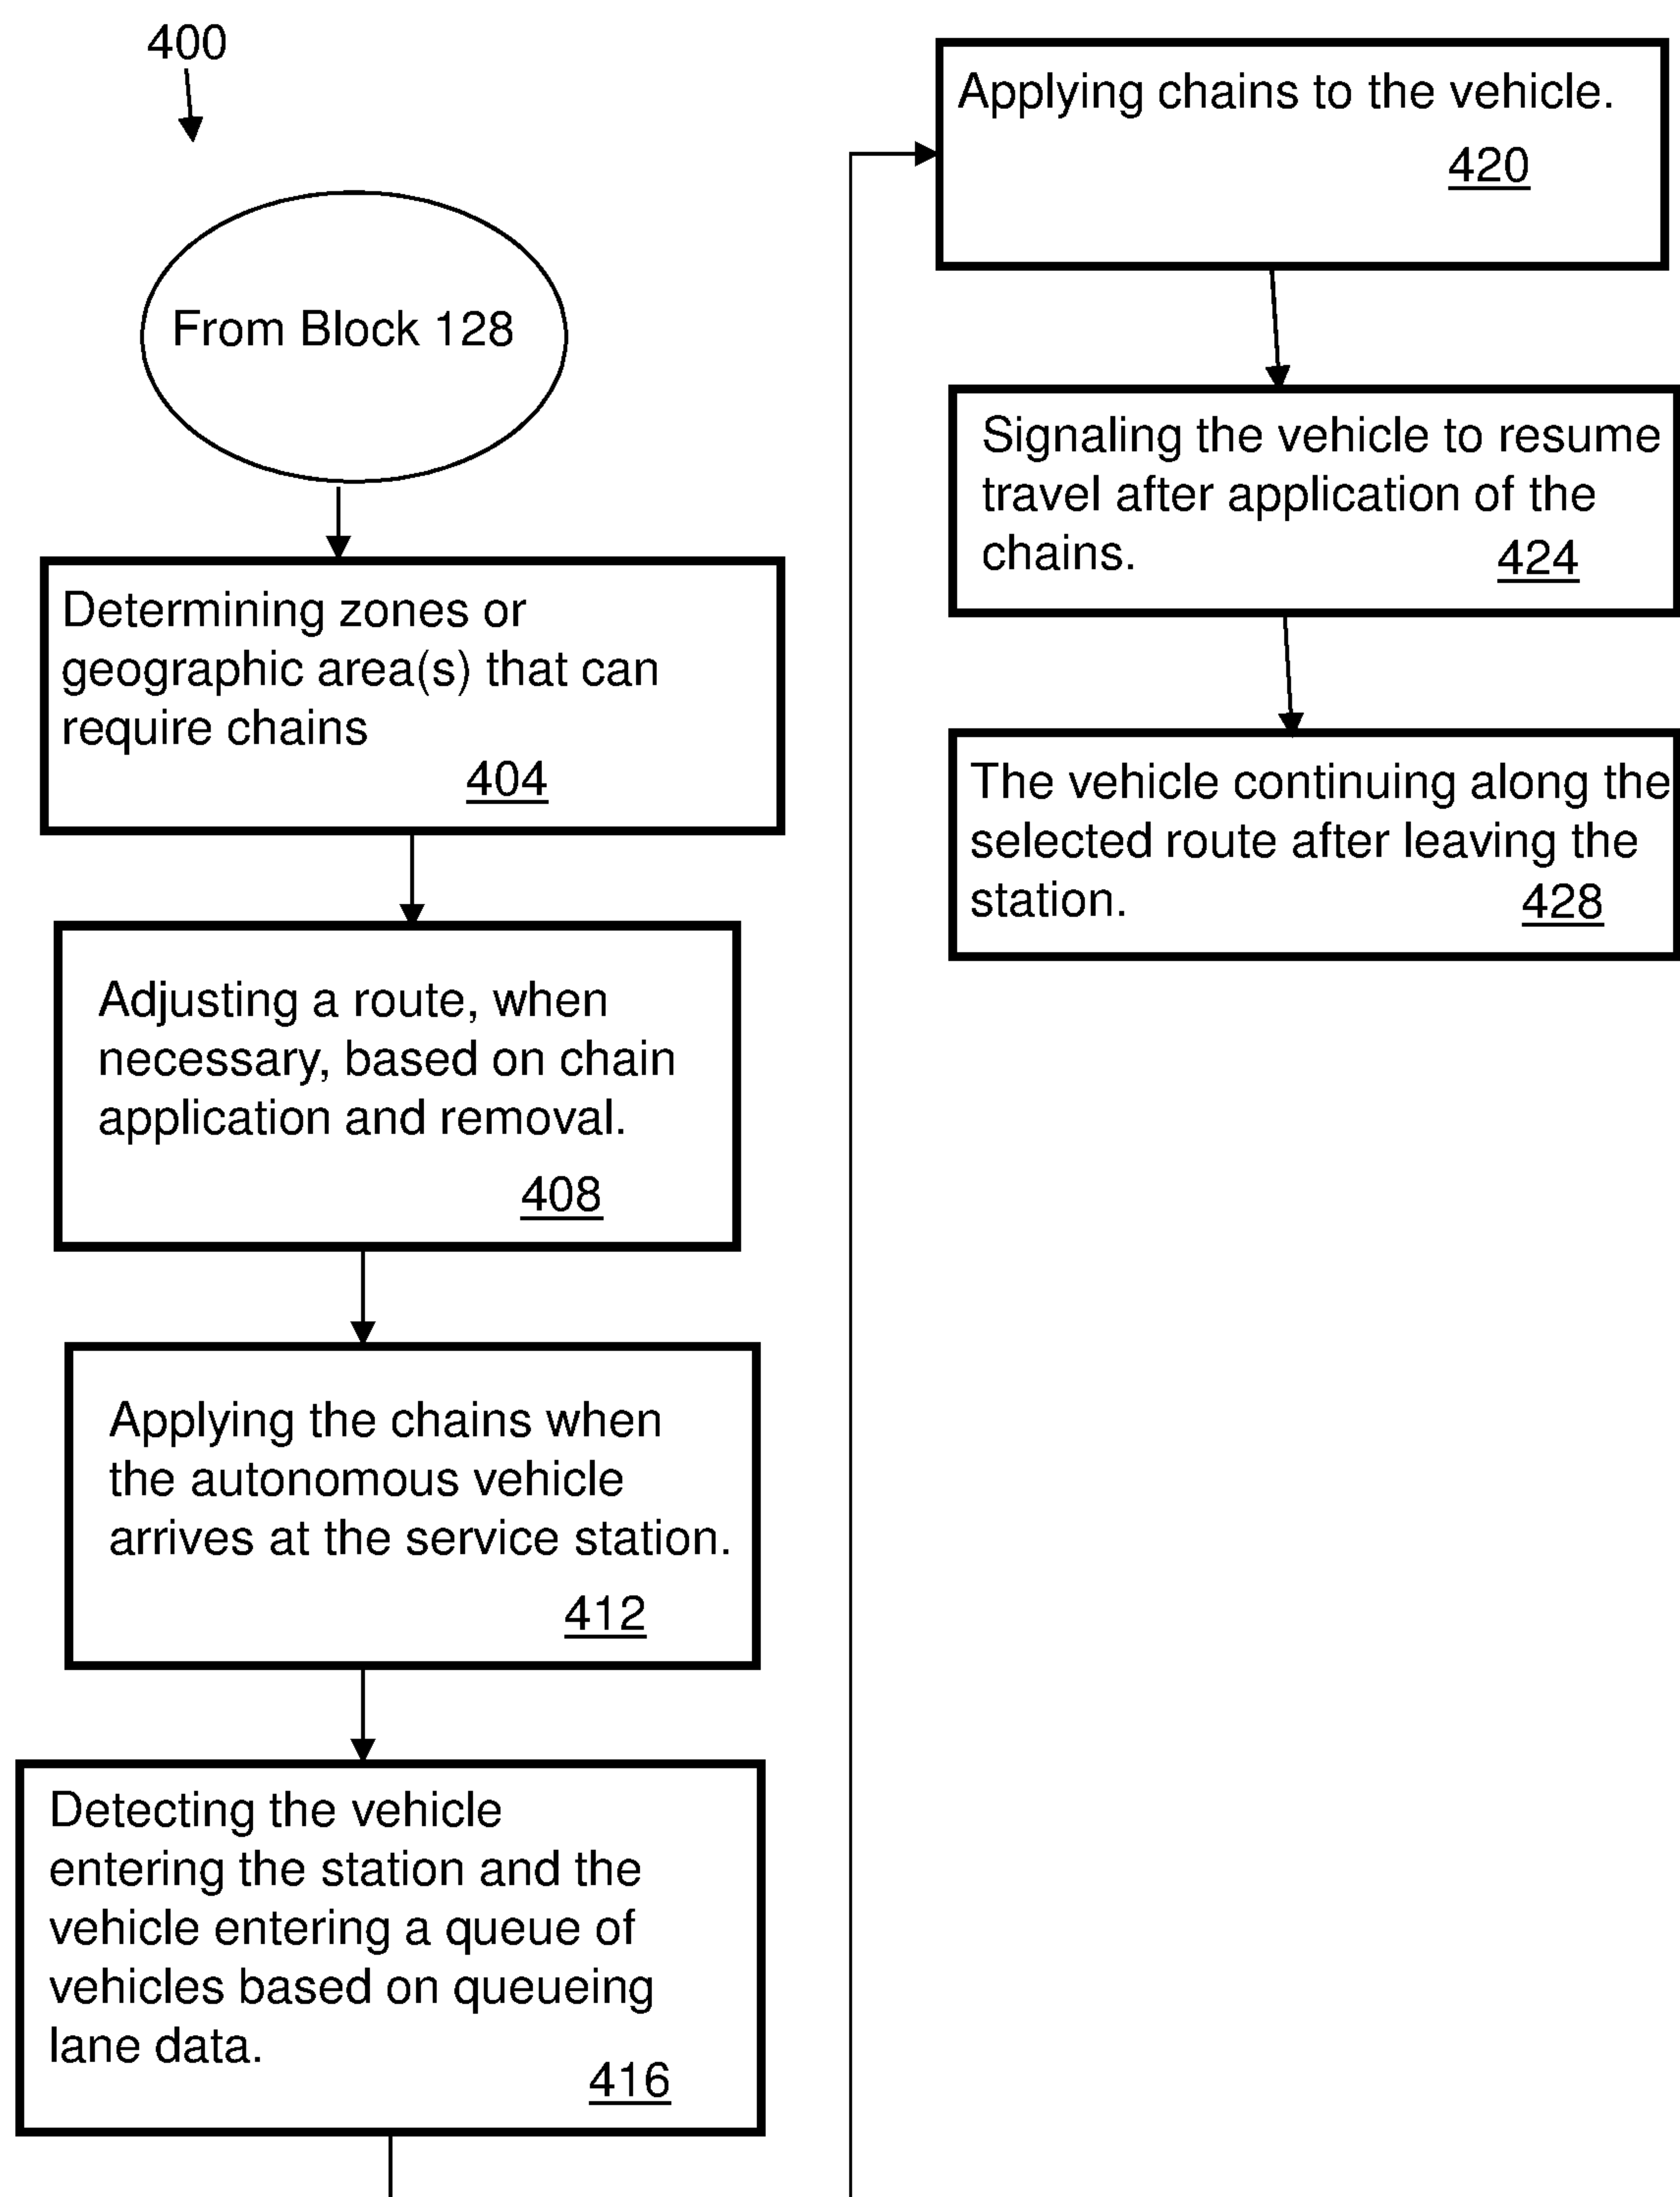 400
From Block 128
Determining zones or
geographic area(s) that can
require chains
404
Adjusting a route, when
necessary, based on chain
application and removal.
408
Applying the chains when
the autonomous vehicle
arrives at the service station.
412
Detecting the vehicle
entering the station and the
vehicle entering a queue of
vehicles based on queueing
lane data.
416
Applying chains to the vehicle.
420
Signaling the vehicle to resume
travel after application of the
chains.
424
The vehicle continuing along the
selected route after leaving the
station.
428